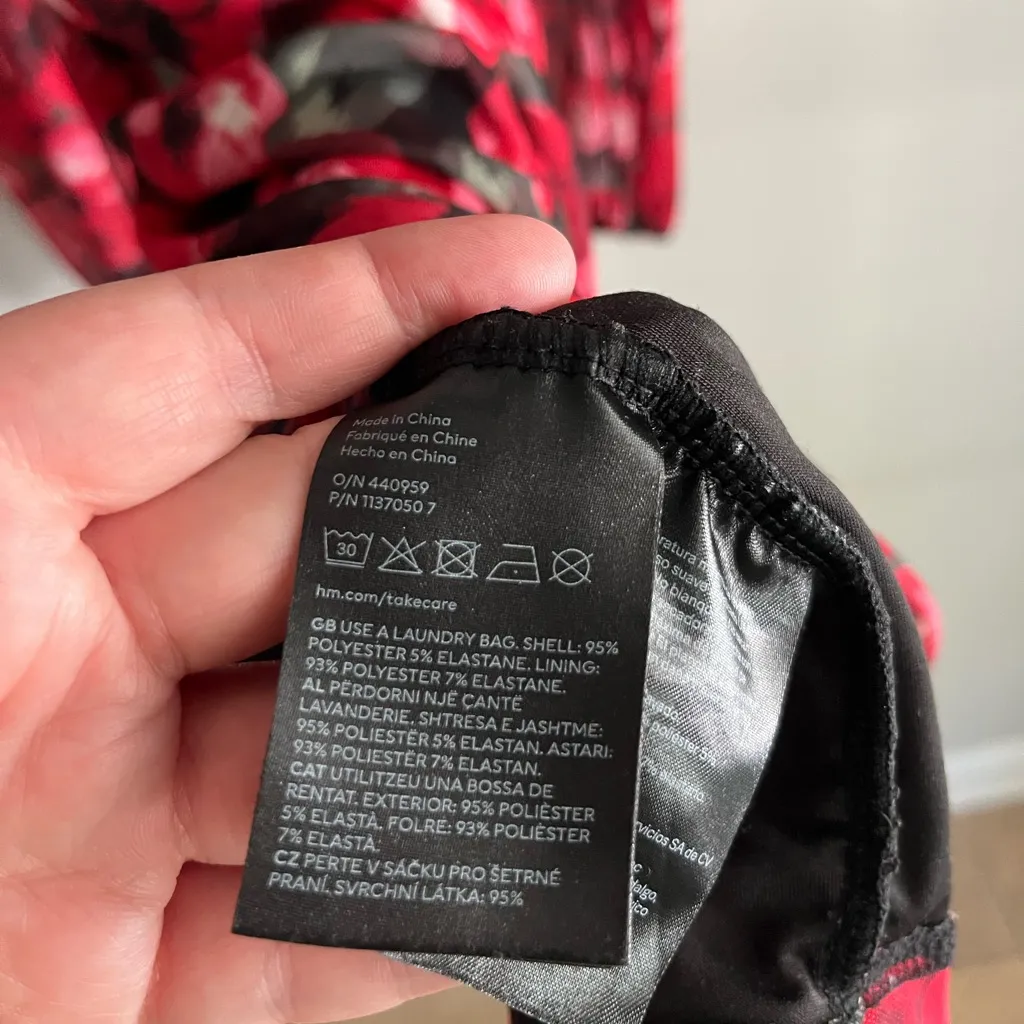 Made in China
Fabriqué en Chine
Hecho en China
O/N 440959
P/N 1137050 7
30
hm.com/takecare
GB USE A LAUNDRY BAG. SHELL: 95%
POLYESTER 5% ELASTANE. LINING:
93% POLYESTER 7% ELASTANE.
AL PËRDORNI NJË ÇANTË
LAVANDERIE. SHTRESA E JASHTME:
95% POLIESTËR 5% ELASTAN. ASTARI:
93% POLIESTËR 7% ELASTAN.
CAT UTILITZEU UNA BOSSA DE
RENTAT. EXTERIOR: 95% POLIÈSTER
5% ELASTÀ. FOLRE: 93% POLIÈSTER
7% ELASTÀ.
CZ PERTE V SÁČKU PRO ŠETRNÉ
PRANÍ. SVRCHNÍ LÁTKA: 95%
SA de CV